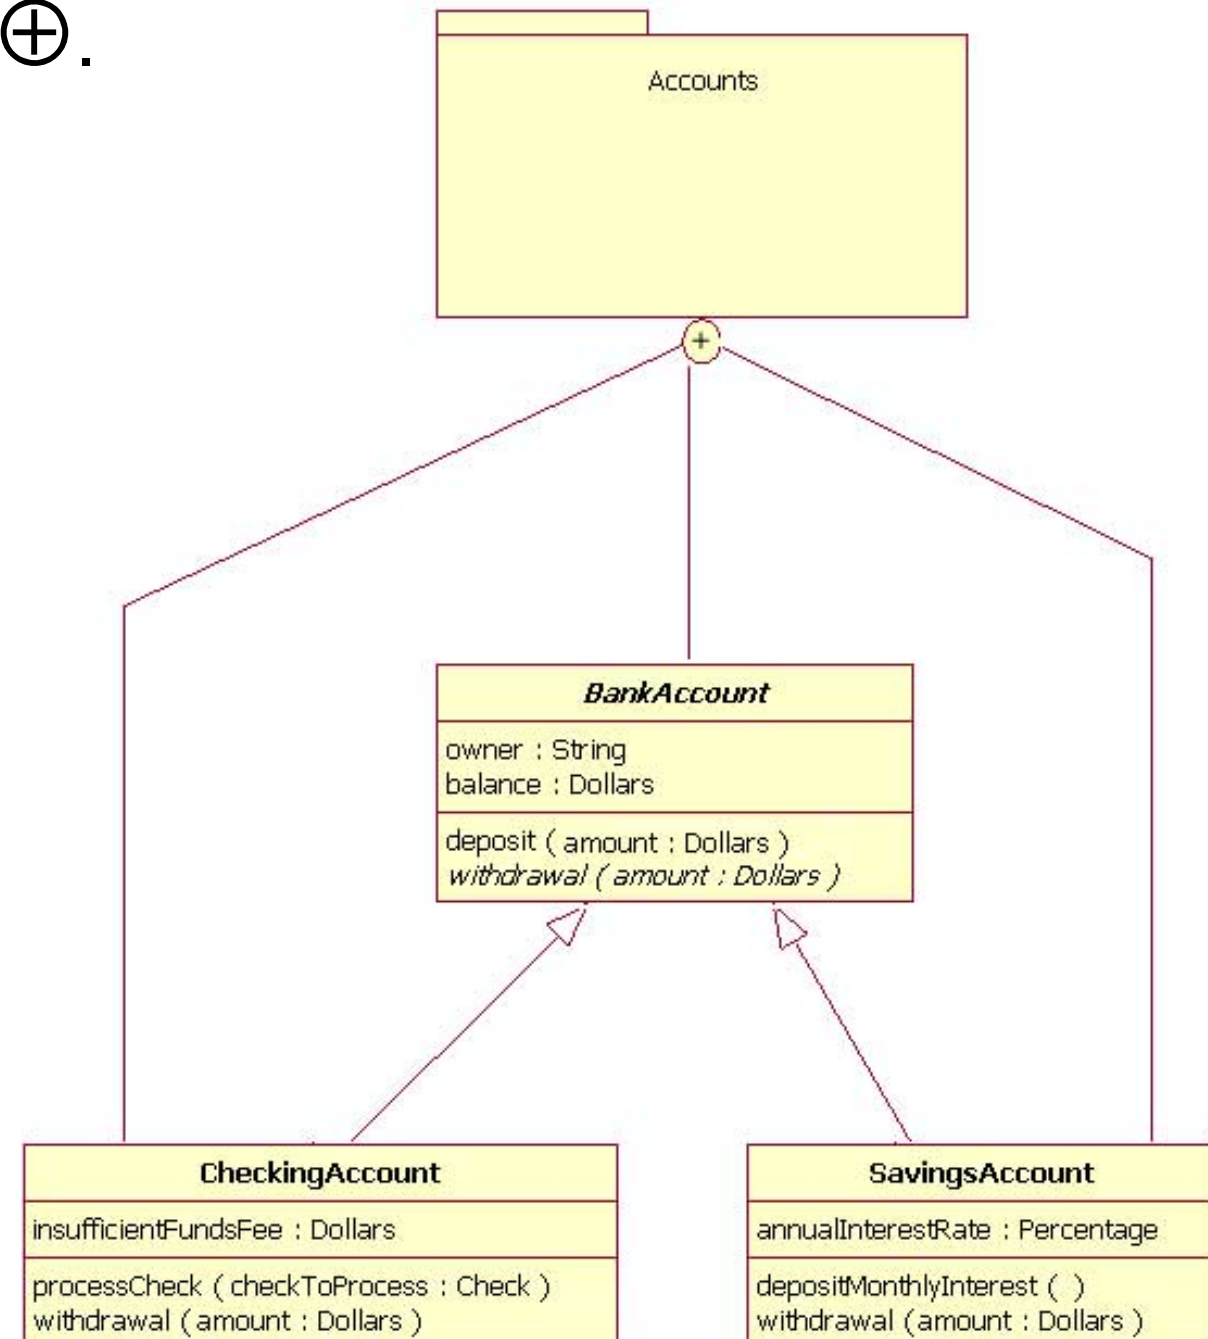 ⊕.
Accounts
+
BankAccount
owner : String
balance : Dollars
deposit ( amount : Dollars )
withdrawal ( amount : Dollars )
CheckingAccount
insufficientFundsFee : Dollars
processCheck ( checkToProcess : Check )
withdrawal ( amount : Dollars )
SavingsAccount
annualInterestRate : Percentage
depositMonthlyInterest ( )
withdrawal ( amount : Dollars )